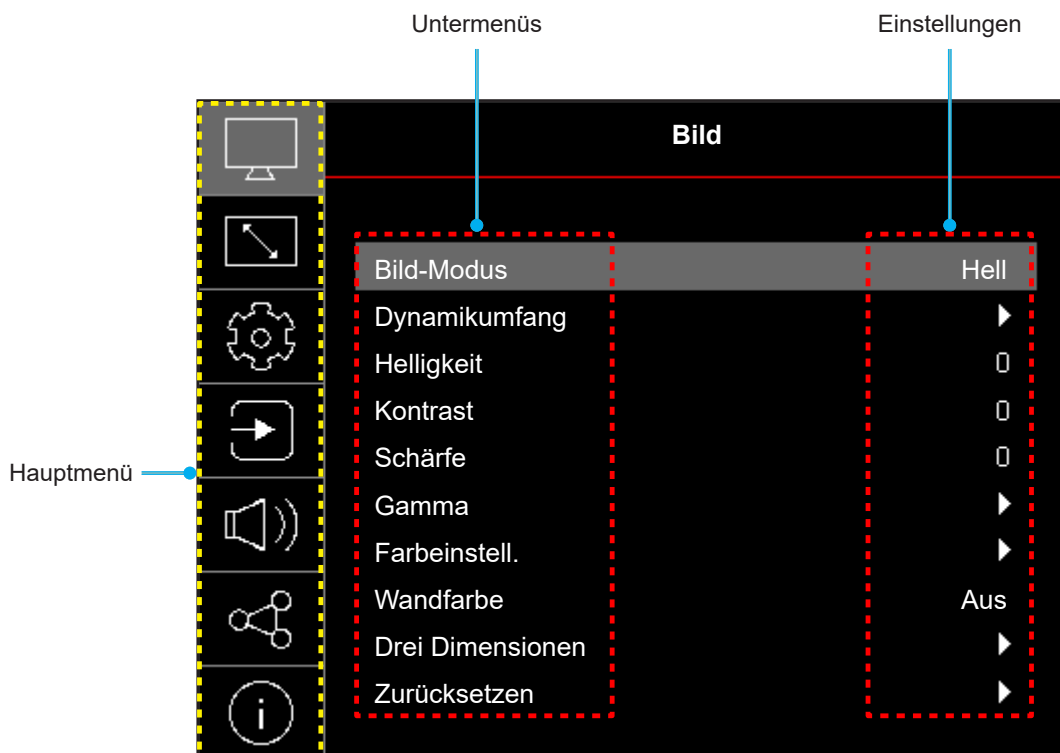 Untermenüs Einstellungen
Bild
Bild-Modus Hell
Dynamikumfang
Helligkeit 0
Kontrast 0
Schärfe 0
Hauptmenü
Gamma
Farbeinstell.
Wandfarbe Aus
Drei Dimensionen
Zurücksetzen
i